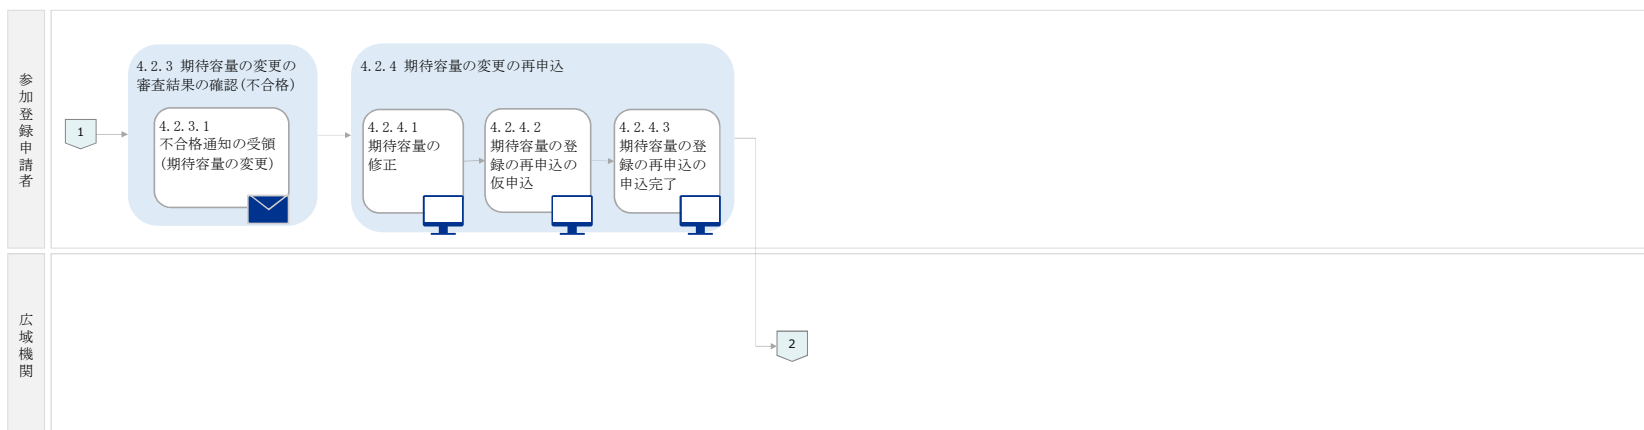 参加登録申請者
1
4.2.3 期待容量の変更の
審査結果の確認(不合格)
4.2.3.1
不合格通知の受領
(期待容量の変更)
4.2.4 期待容量の変更の再申込
4.2.4.1
期待容量の
修正
4.2.4.2
期待容量の登
録の再申込の
仮申込
4.2.4.3
期待容量の登
録の再申込の
申込完了
広域機関
2